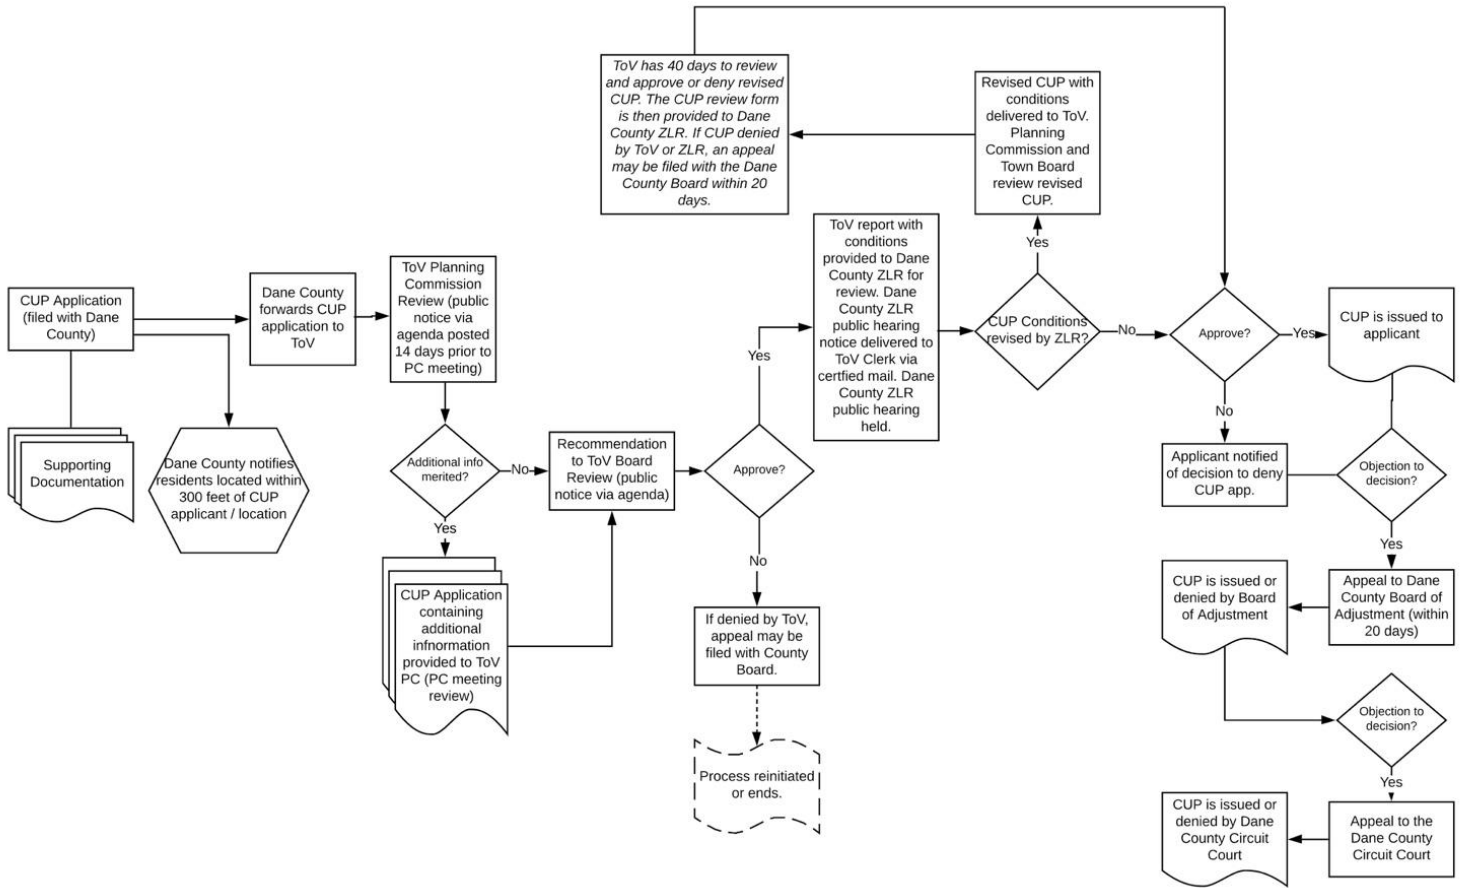 ToV has 40 days to review
and approve or deny revised
CUP. The CUP review form
is then provided to Dane
County ZLR. If CUP denied
by ToV or ZLR, an appeal
may be filed with the Dane
County Board within 20
days.
Revised CUP with
conditions
delivered to ToV.
Planning
Commission and
Town Board
review revised
CUP.
CUP Application
(filed with Dane
County)
Supporting
Documentation
Dane County notifies
residents located within
300 feet of CUP
applicant / location
Dane County
forwards CUP
application to
ToV
ToV Planning
Commission
Review (public
notice via
agenda posted
14 days prior to
PC meeting)
Additional info
merited?
No
Yes
CUP Application
containing
additional
infnormation
provided to ToV
PC (PC meeting
review)
Recommendation
to ToV Board
Review (public
notice via agenda)
Approve?
Yes
No
If denied by ToV,
appeal may be
filed with County
Board.
Process reinitiated
or ends.
ToV report with
conditions
provided to Dane
County ZLR for
review. Dane
County ZLR
public hearing
notice delivered to
ToV Clerk via
certfied mail. Dane
County ZLR
public hearing
held.
CUP Conditions
revised by ZLR?
Yes
No
Approve?
Yes
No
CUP is issued to
applicant
Applicant notified
of decision to deny
CUP app.
Objection to
decision?
Yes
Appeal to Dane
County Board of
Adjustment (within
20 days)
CUP is issued or
denied by Board
of Adjustment
Objection to
decision?
Yes
Appeal to the
Dane County
Circuit Court
CUP is issued or
denied by Dane
County Circuit
Court